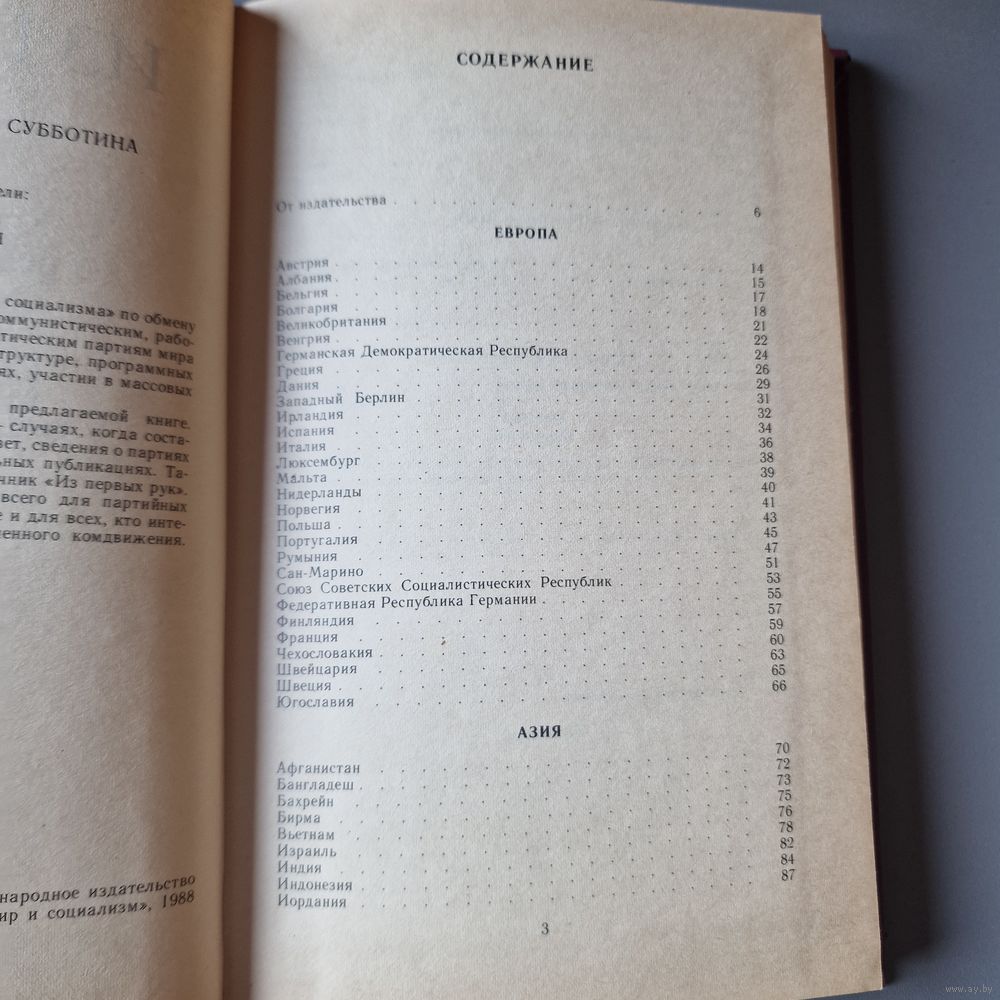 СУББОТИНА
ели:
социализма» по обмену
оммунистическим, рабо-
тическим партиям мира
труктуре, программных
ях, участии в массовых
предлагаемой книге.
случаях, когда соста-
вет, сведения о партиях
ьных публикациях. Та-
чник «Из первых рук».
всего для партийных
е и для всех, кто инте-
енного комдвижения.
народное издательство
ир и социализм», 1988
СОДЕРЖАНИЕ
От издательства . . . 6
ЕВРОПА
Австрия . . . 14
Албания . . . 15
Бельгия . . . 17
Болгария . . . 18
Великобритания . . . 21
Венгрия . . . 22
Германская Демократическая Республика . . . 24
Греция . . . 26
Дания . . . 29
Западный Берлин . . . 31
Ирландия . . . 32
Испания . . . 34
Италия . . . 36
Люксембург . . . 38
Мальта . . . 39
Нидерланды . . . 40
Норвегия . . . 41
Польша . . . 43
Португалия . . . 45
Румыния . . . 47
Сан-Марино . . . 51
Союз Советских Социалистических Республик . . . 53
Федеративная Республика Германии . . . 55
Финляндия . . . 57
Франция . . . 59
Чехословакия . . . 60
Швейцария . . . 63
Швеция . . . 65
Югославия . . . 66
АЗИЯ
Афганистан . . . 70
Бангладеш . . . 72
Бахрейн . . . 73
Бирма . . . 75
Вьетнам . . . 76
Израиль . . . 78
Индия . . . 82
Индонезия . . . 84
Иордания . . . 87
3
www.ay.by